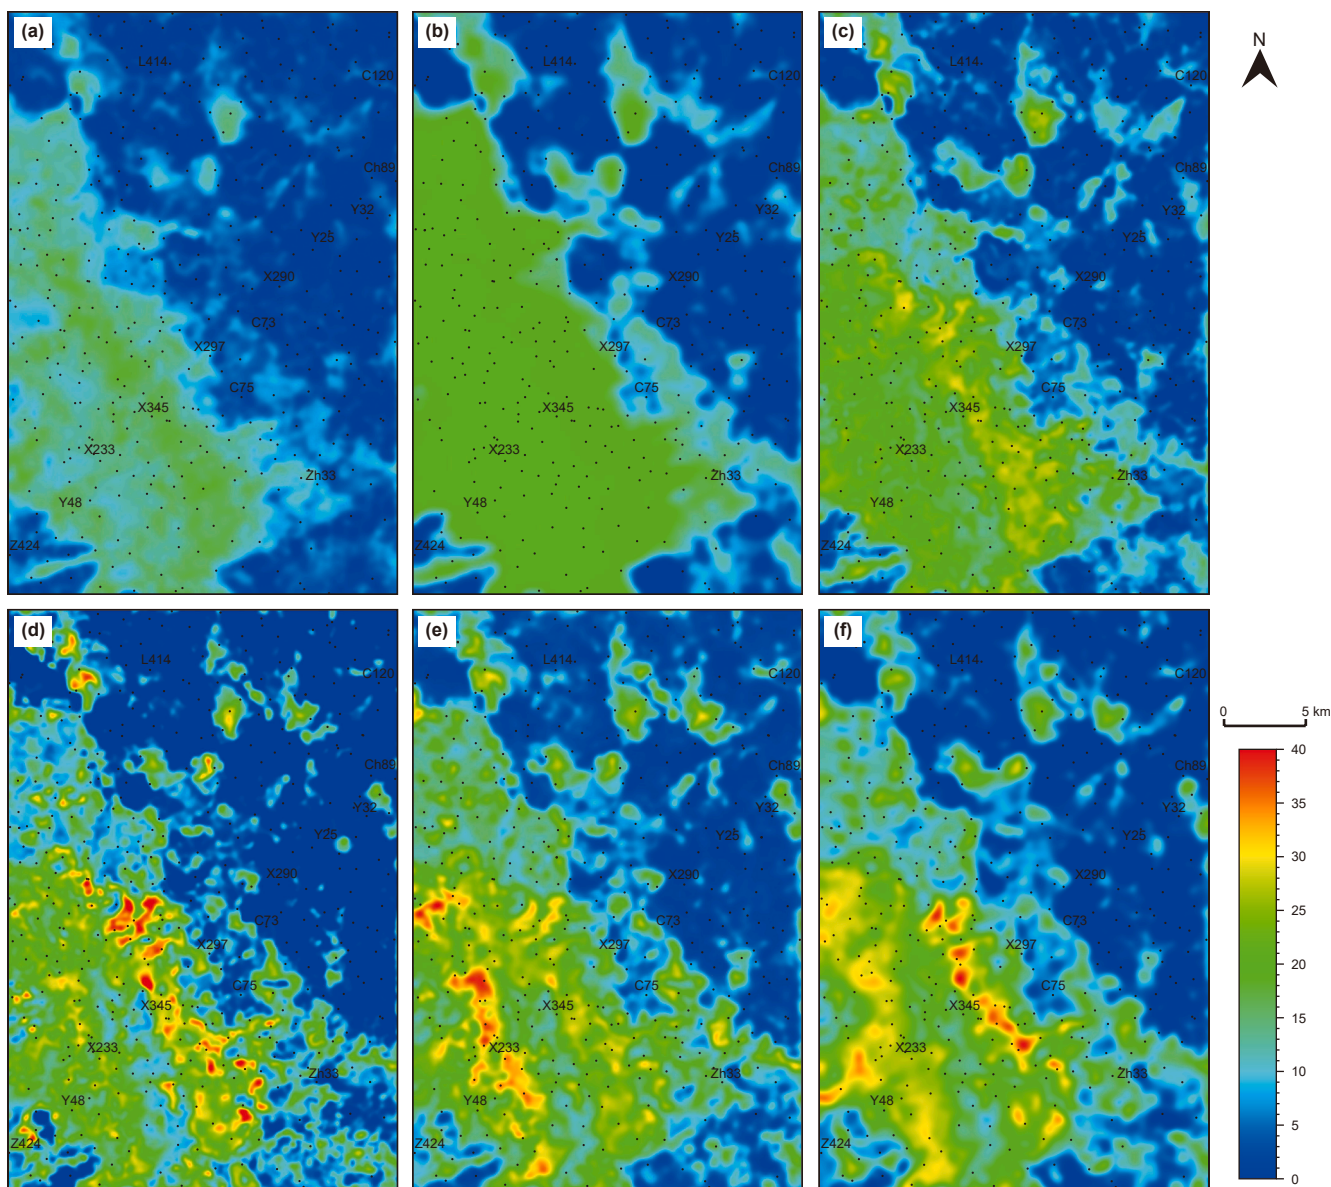 (a)
L414
C120
Ch89
Y32
Y25
X290
C73
X297
C75
X345
X233
Zh33
Y48
Z424
(b)
L414
C120
Ch89
Y32
Y25
X290
C73
X297
C75
X345
X233
Zh33
Y48
Z424
(c)
L414
C120
Ch89
Y32
Y25
X290
C73
X297
C75
X345
X233
Zh33
Y48
Z424
N
(d)
L414
C120
Ch89
Y32
Y25
X290
C73
X297
C75
X345
X233
Zh33
Y48
Z424
(e)
L414
C120
Ch89
Y32
Y25
X290
C73
X297
C75
X345
X233
Zh33
Y48
Z424
(f)
L414
C120
Ch89
Y32
Y25
X290
C73
X297
C75
X345
X233
Zh33
Y48
Z424
0 5 km
40
35
30
25
20
15
10
5
0